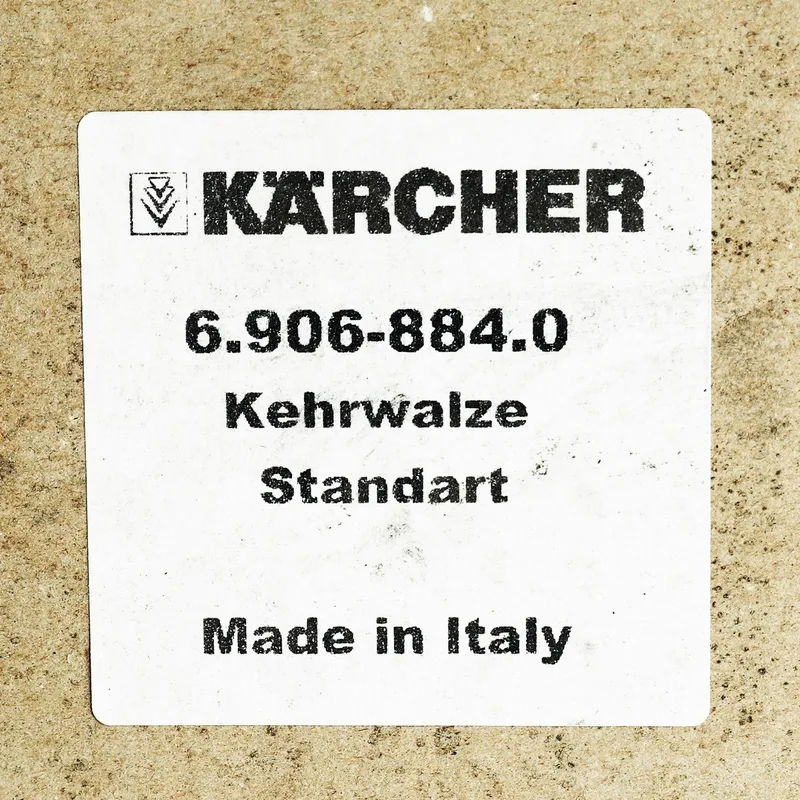 KÄRCHER
6.906-884.0
Kehrwalze
Standart
Made in Italy